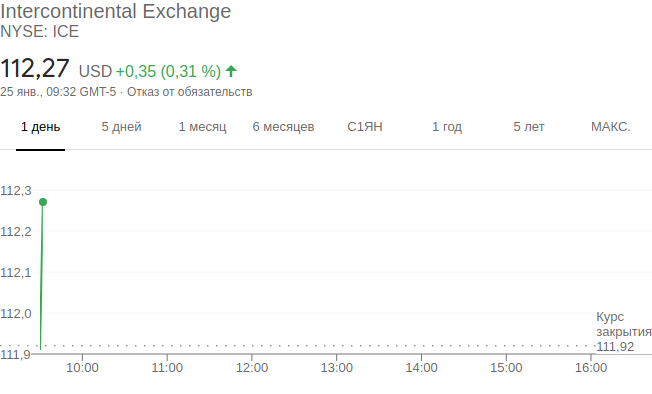 Intercontinental Exchange
NYSE: ICE
112,27 USD +0,35 (0,31 %)
25 янв., 09:32 GMT-5 · Отказ от обязательств
1 день 5 дней 1 месяц 6 месяцев С1ЯН 1 год 5 лет МАКС.
112,3
112,2
112,1
112,0
Курс
закрытия
111,92
111,9
10:00 11:00 12:00 13:00 14:00 15:00 16:00